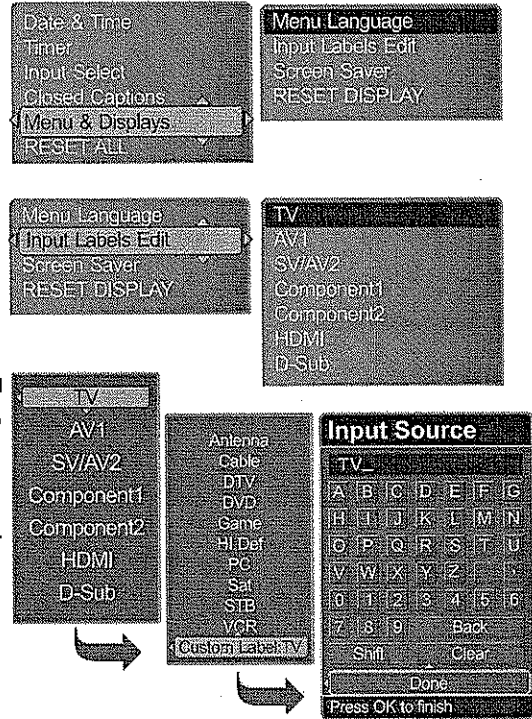 Date & Time
Timer
Input Select
Closed Captions
Menu & Displays
RESET ALL
Menu Language
Input Labels Edit
Screen Saver
RESET DISPLAY
Menu Language
Input Labels Edit
Screen Saver
RESET DISPLAY
TV
AV1
SV/AV2
Component1
Component2
HDMI
D-Sub
TV
AV1
SV/AV2
Component1
Component2
HDMI
D-Sub
Antenna
Cable
DTV
DVD
Game
HI Def
PC
Sat
STB
VCR
Custom Label:TV
Input Source
TV_
A B C D E F G
H I J K L M N
O P Q R S T U
V W X Y Z
0 1 2 3 4 5 6
7 8 9 Back
Shift Clear
Done
Press OK to finish